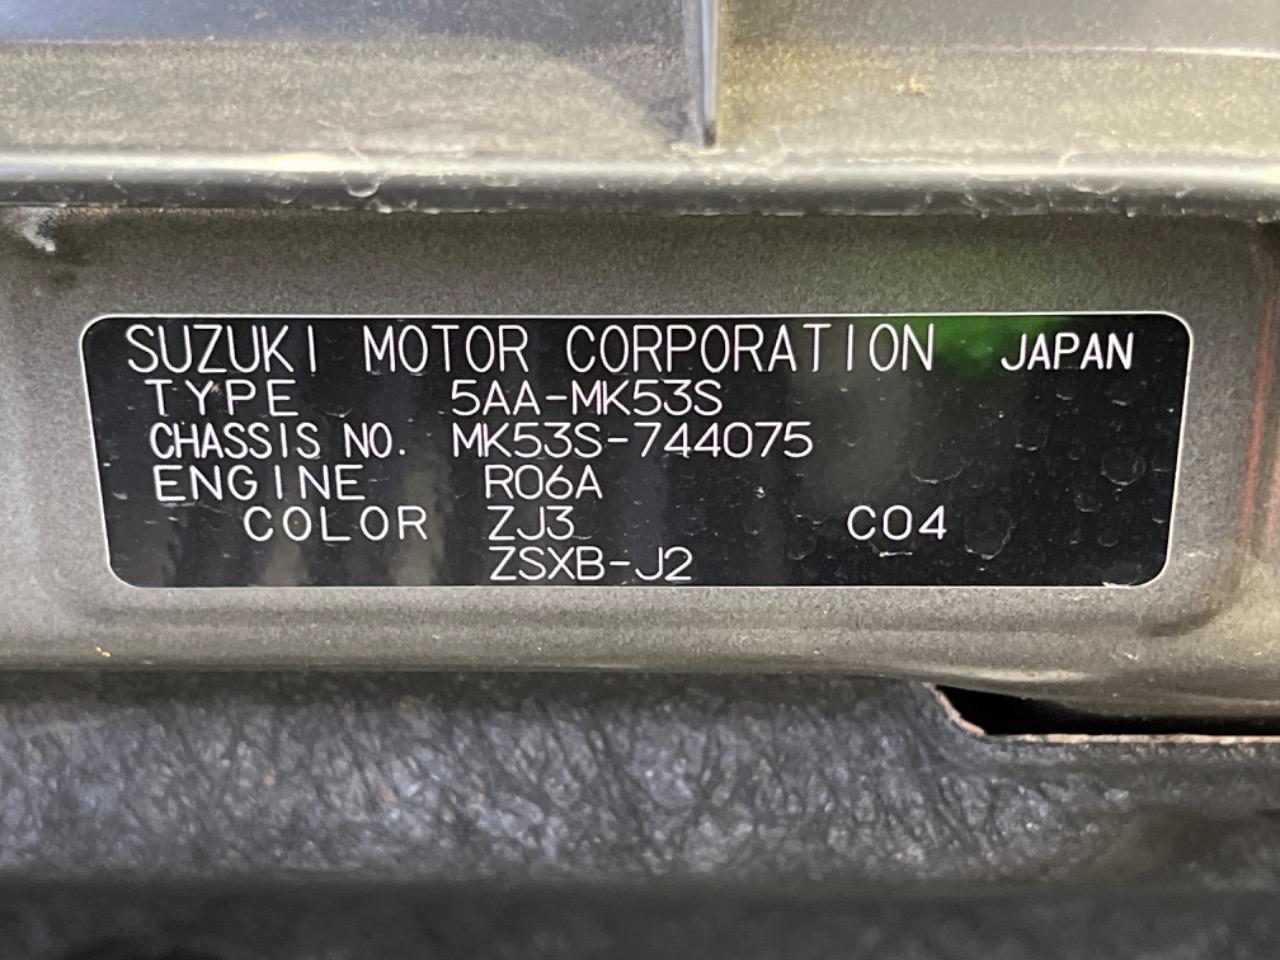 SUZUKI MOTOR CORPORATION JAPAN
TYPE 5AA-MK53S
CHASSIS NO. MK53S-744075
ENGINE R06A
COLOR ZJ3 C04
ZSXB-J2